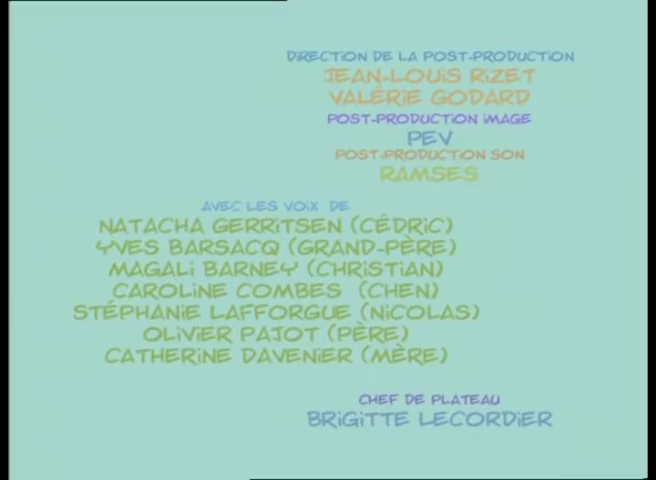 DIRECTION DE LA POST-PRODUCTION
JEAN-LOUIS RIZET
VALÉRIE GODARD
POST-PRODUCTION IMAGE
PEV
POST-PRODUCTION SON
RAMSES
AVEC LES VOIX DE
NATACHA GERRITSEN (CÉDRIC)
YVES BARSACQ (GRAND-PÈRE)
MAGALI BARNEY (CHRISTIAN)
CAROLINE COMBES (CHEN)
STÉPHANIE LAFFORGUE (NICOLAS)
OLIVIER PAJOT (PÈRE)
CATHERINE DAVENIER (MÈRE)
CHEF DE PLATEAU
BRIGITTE LECORDIER